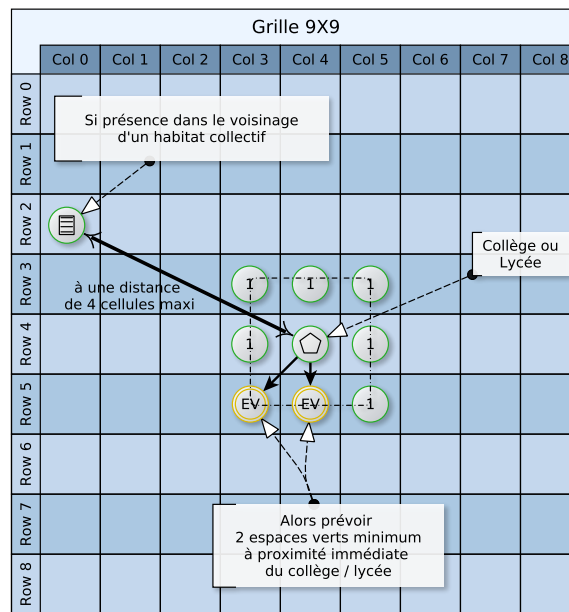 Grille 9X9
Col 0 Col 1 Col 2 Col 3 Col 4 Col 5 Col 6 Col 7 Col 8
Row 0
Si présence dans le voisinage
d'un habitat collectif
Row 1
Row 2
Collège ou
Lycée
Row 3
1 1 1
à une distance
de 4 cellules maxi
Row 4
1 1
Row 5
EV EV 1
Row 6
Row 7
Alors prévoir
2 espaces verts minimum
à proximité immédiate
du collège / lycée
Row 8